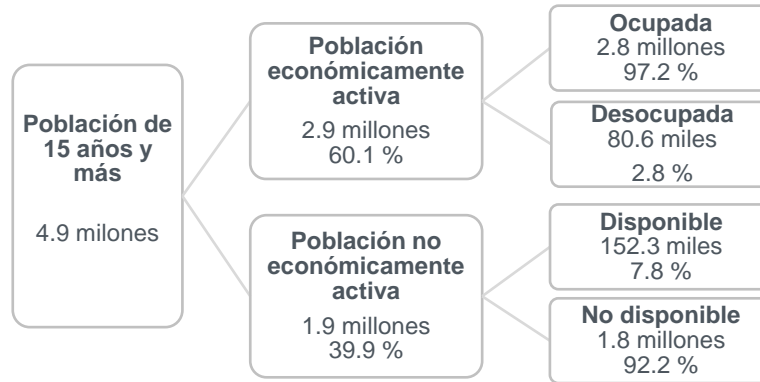 Población de
15 años y
más
4.9 milones
Población
económicamente
activa
2.9 millones
60.1 %
Población no
económicamente
activa
1.9 millones
39.9 %
Ocupada
2.8 millones
97.2 %
Desocupada
80.6 miles
2.8 %
Disponible
152.3 miles
7.8 %
No disponible
1.8 millones
92.2 %